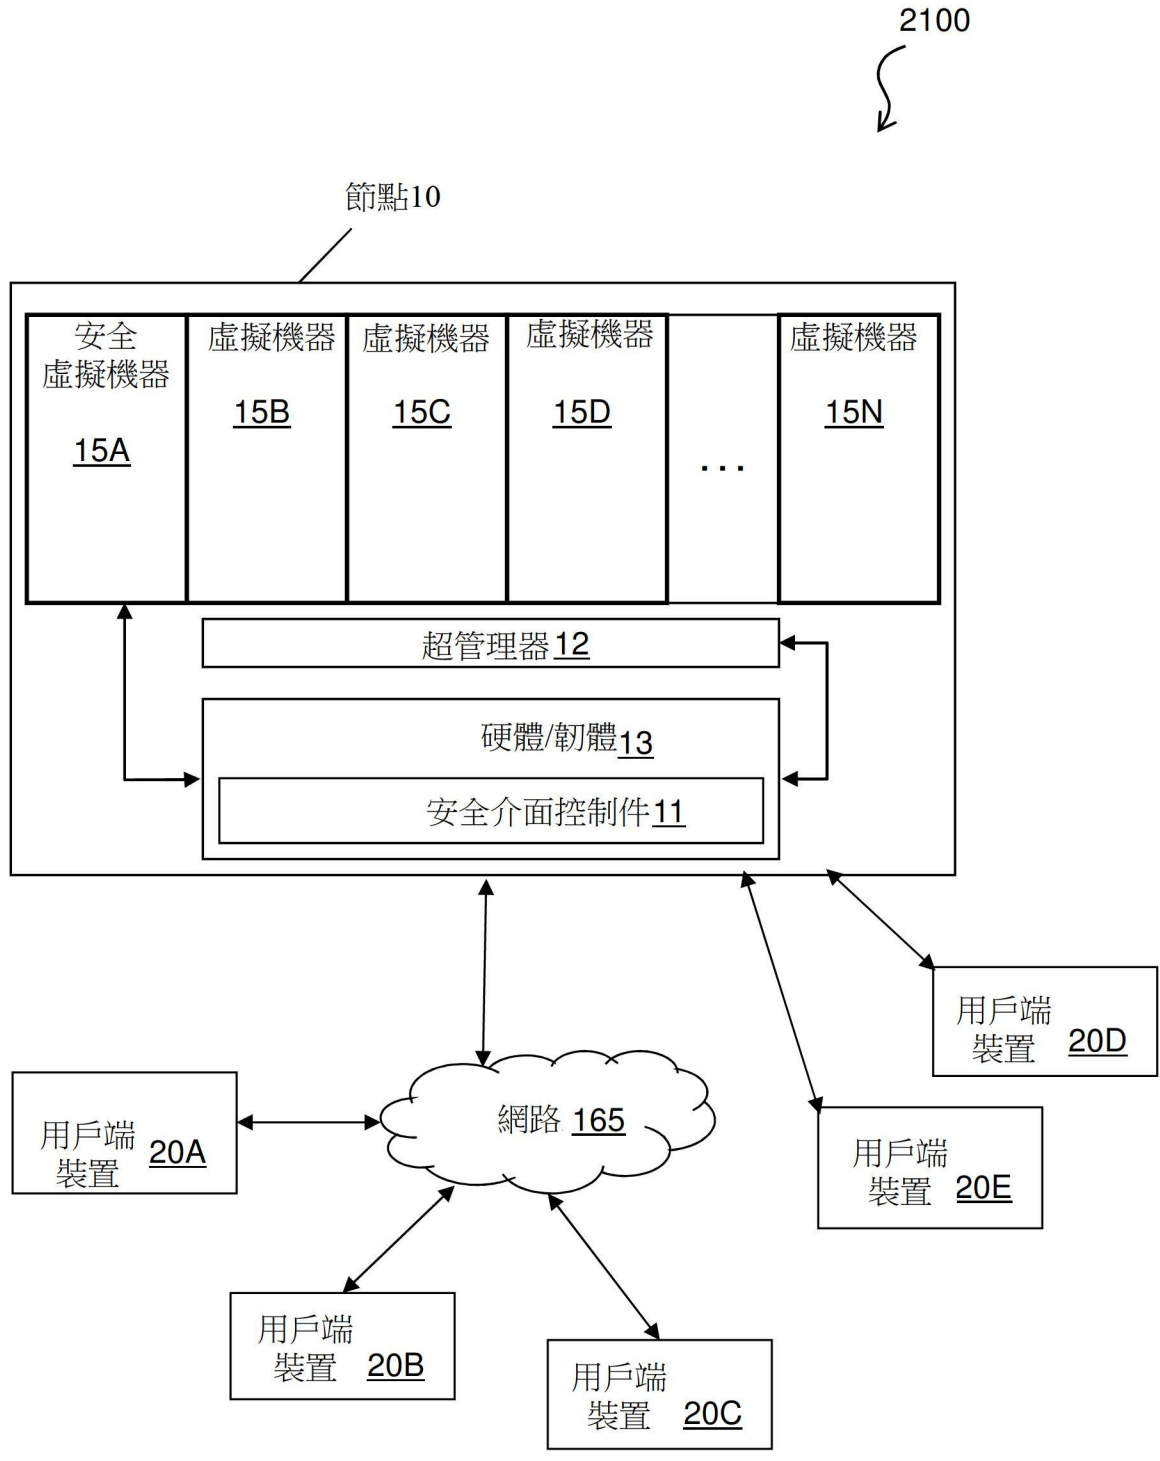 2100
節點10
安全
虛擬機器
15A
虛擬機器
15B
虛擬機器
15C
虛擬機器
15D
...
虛擬機器
15N
超管理器12
硬體/韌體13
安全介面控制件11
用戶端
裝置 20D
網路 165
用戶端
裝置 20A
用戶端
裝置 20E
用戶端
裝置 20B
用戶端
裝置 20C